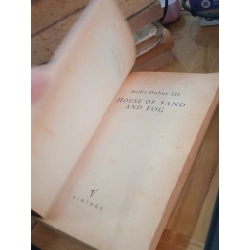 Andre Dubus III
HOUSE OF SAND
AND FOG
VINTAGE